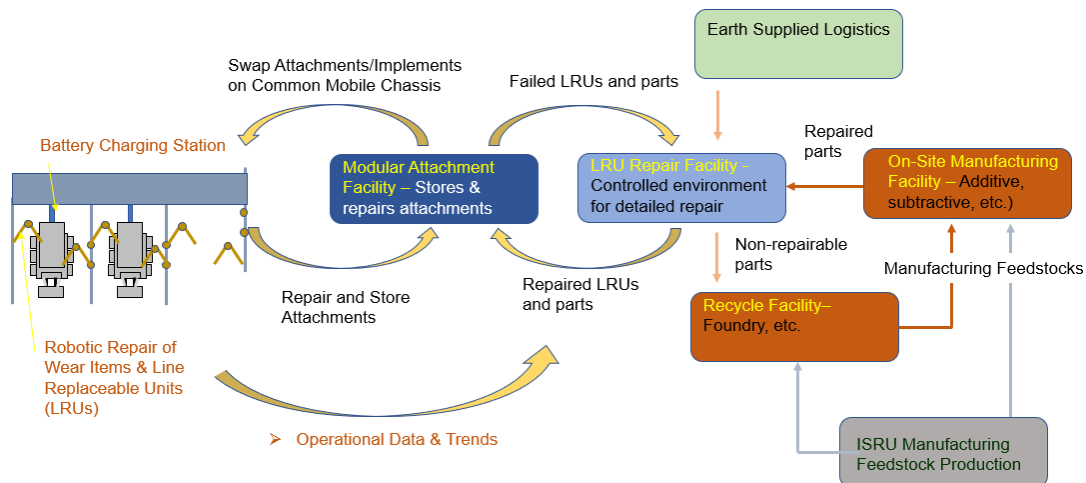 Earth Supplied Logistics
Swap Attachments/Implements
on Common Mobile Chassis
Failed LRUs and parts
Battery Charging Station
Modular Attachment
Facility – Stores &
repairs attachments
LRU Repair Facility -
Controlled environment
for detailed repair
Repaired
parts
On-Site Manufacturing
Facility – Additive,
subtractive, etc.)
Repair and Store
Attachments
Repaired LRUs
and parts
Non-repairable
parts
Manufacturing Feedstocks
Recycle Facility–
Foundry, etc.
Robotic Repair of
Wear Items & Line
Replaceable Units
(LRUs)
➢ Operational Data & Trends
ISRU Manufacturing
Feedstock Production